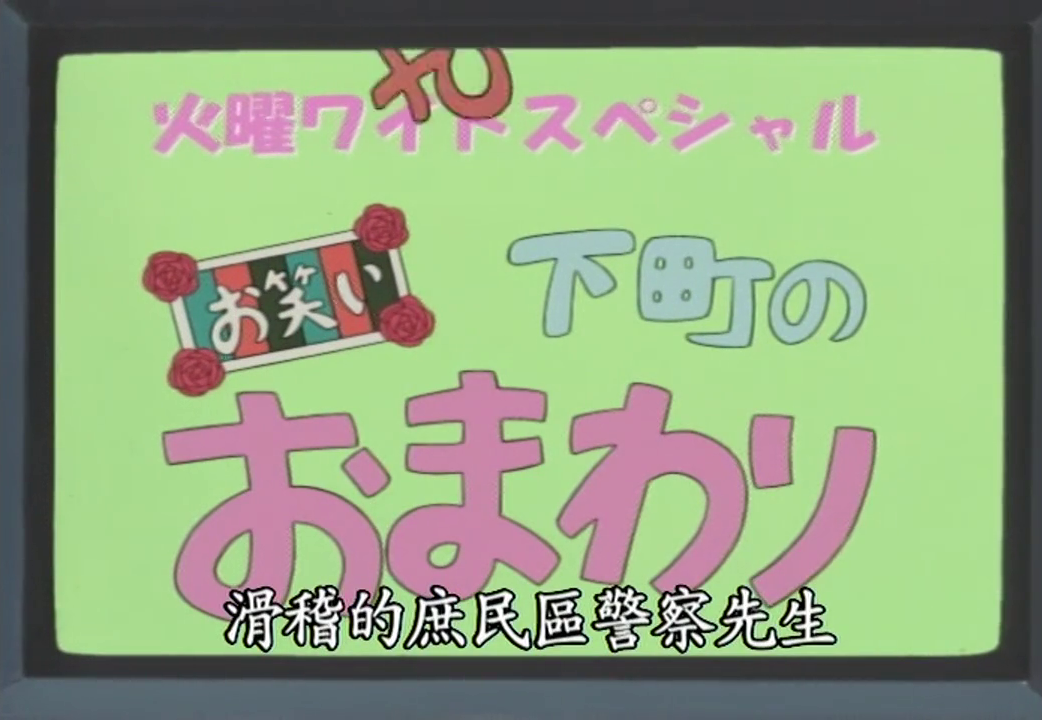 火曜ワイドスペシャル
お笑い
下町の
おまわり
滑稽的庶民區警察先生